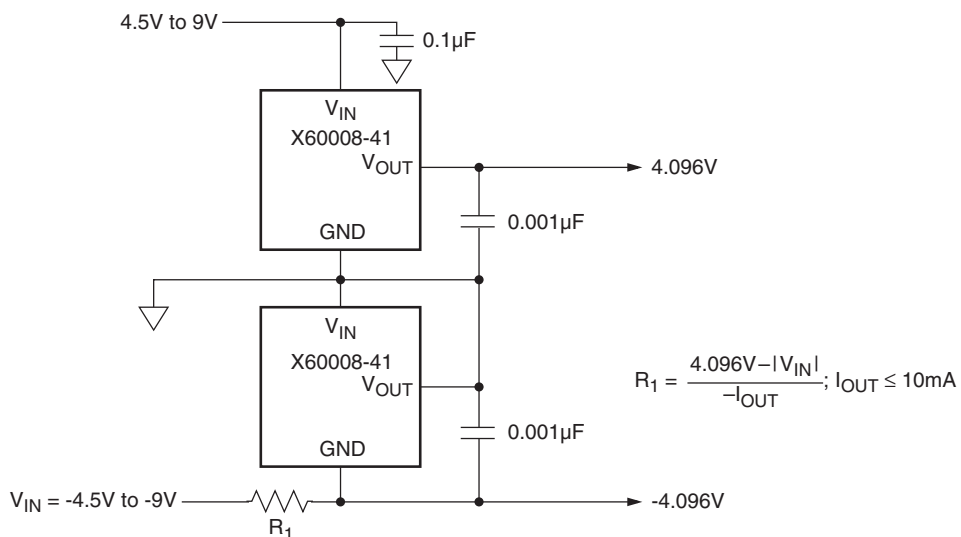 4.5V to 9V
0.1µF
VIN
X60008-41
VOUT
4.096V
0.001µF
GND
VIN
X60008-41
VOUT
R1 = 4.096V–|VIN| / –IOUT; IOUT ≤ 10mA
0.001µF
GND
VIN = -4.5V to -9V
R1
-4.096V